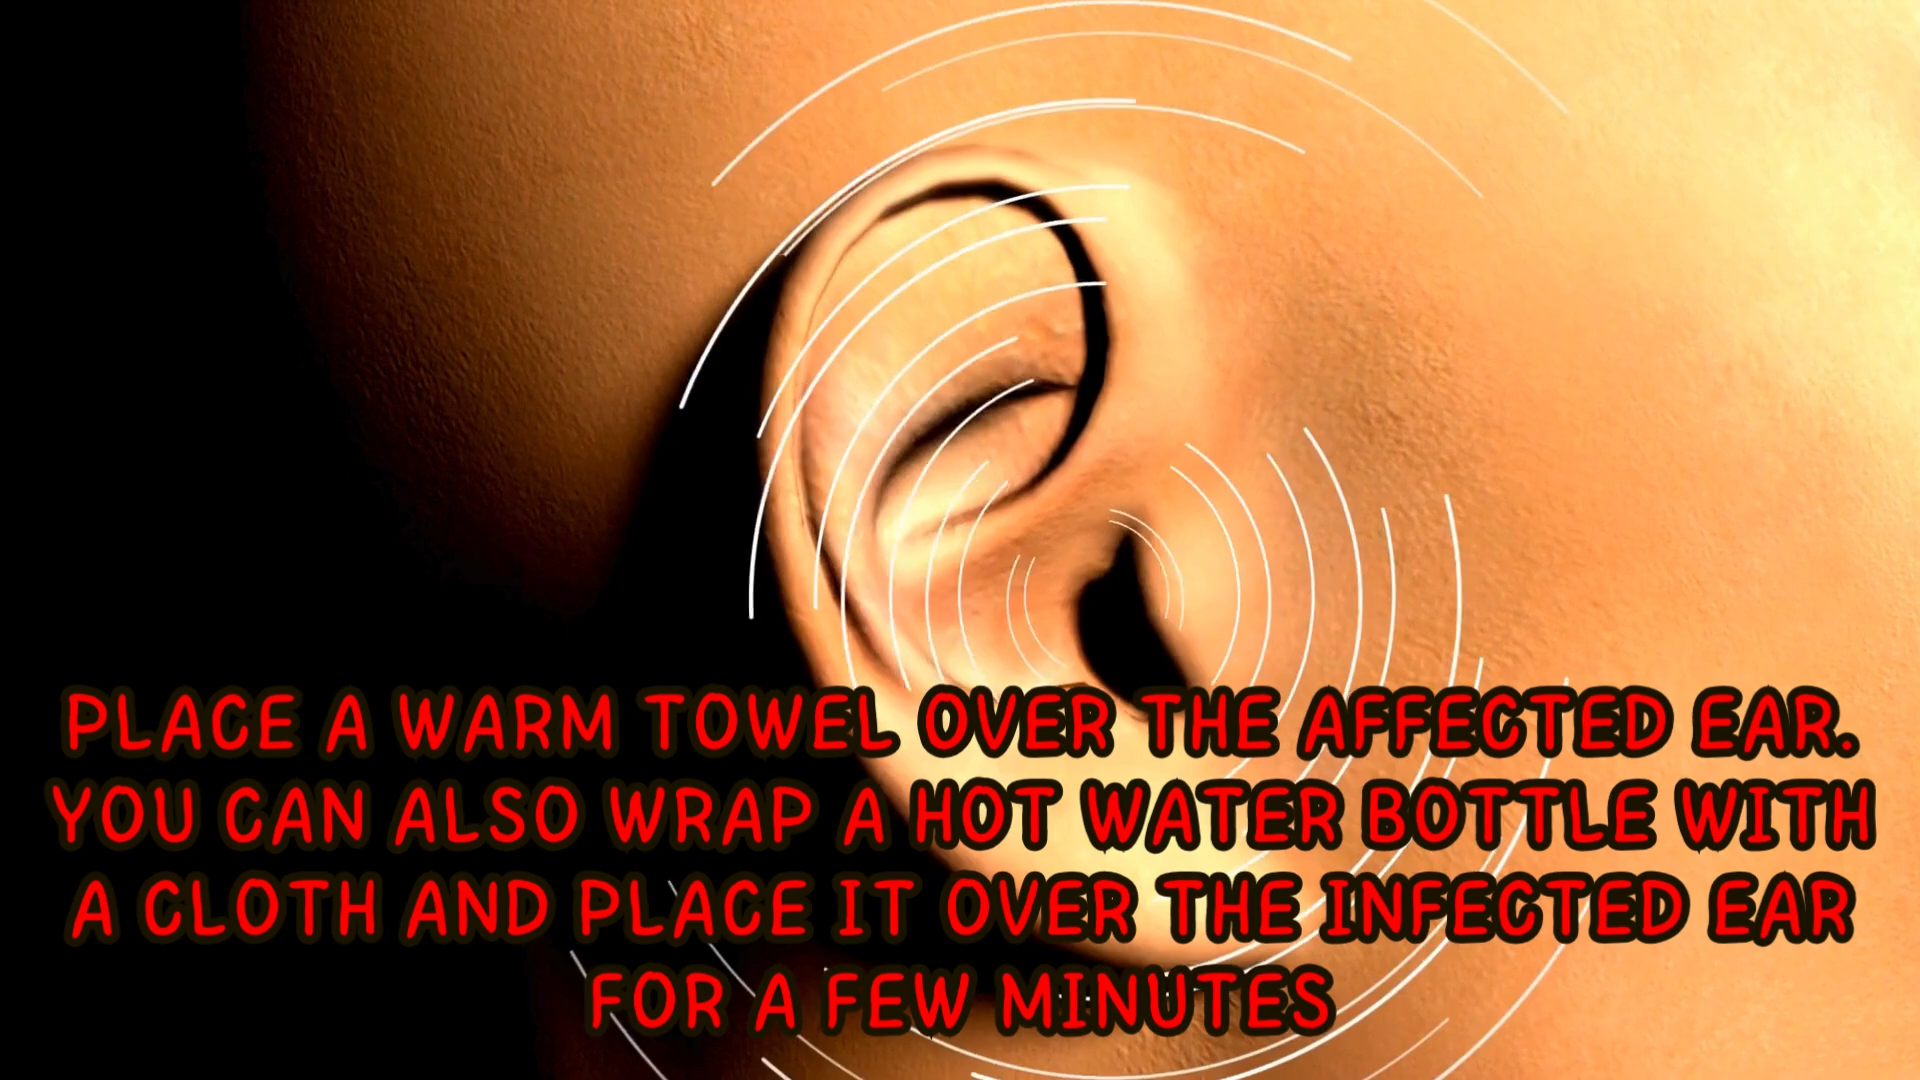 PLACE A WARM TOWEL OVER THE AFFECTED EAR.
YOU CAN ALSO WRAP A HOT WATER BOTTLE WITH
A CLOTH AND PLACE IT OVER THE INFECTED EAR
FOR A FEW MINUTES